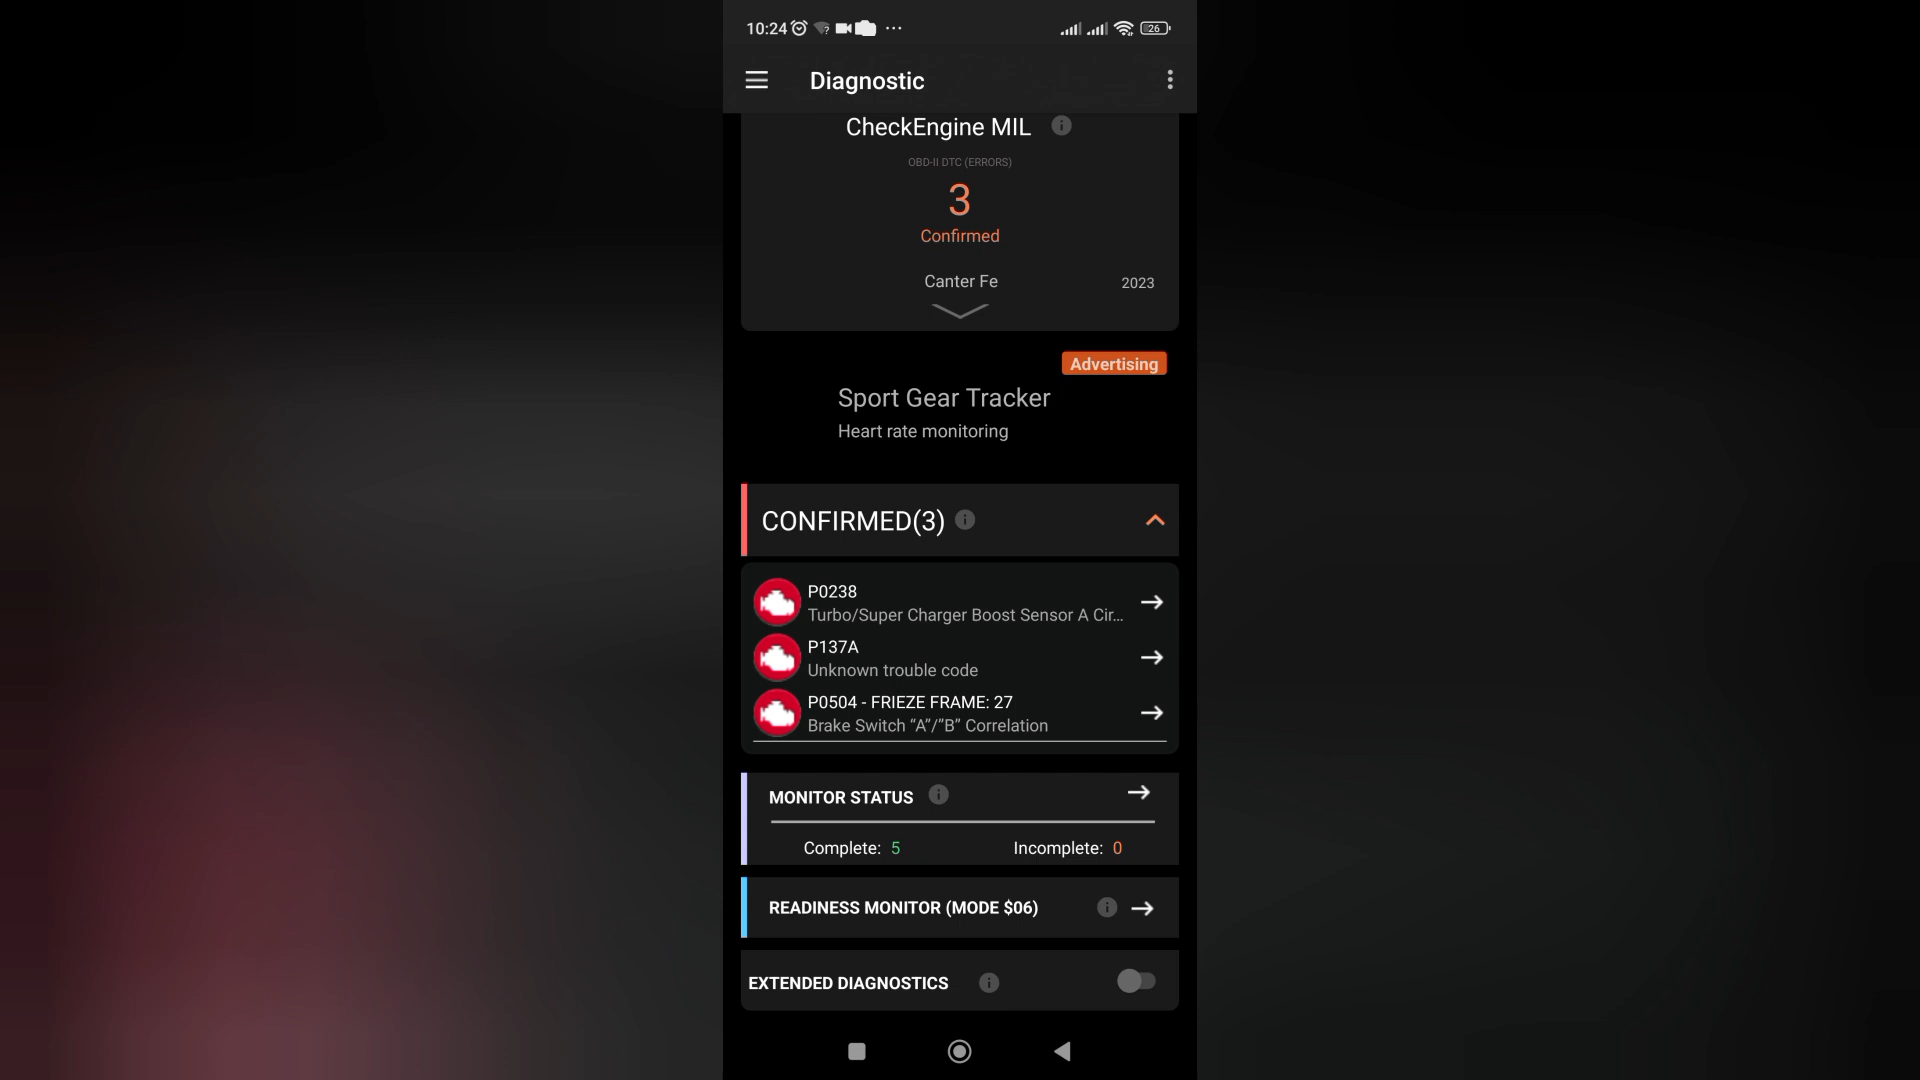 10:24
26
Diagnostic
CheckEngine MIL
OBD-II DTC (ERRORS)
3
Confirmed
Canter Fe
2023
Advertising
Sport Gear Tracker
Heart rate monitoring
CONFIRMED(3)
P0238
Turbo/Super Charger Boost Sensor A Cir...
P137A
Unknown trouble code
P0504 - FRIEZE FRAME: 27
Brake Switch “A”/”B” Correlation
MONITOR STATUS
Complete: 5 Incomplete: 0
READINESS MONITOR (MODE $06)
EXTENDED DIAGNOSTICS